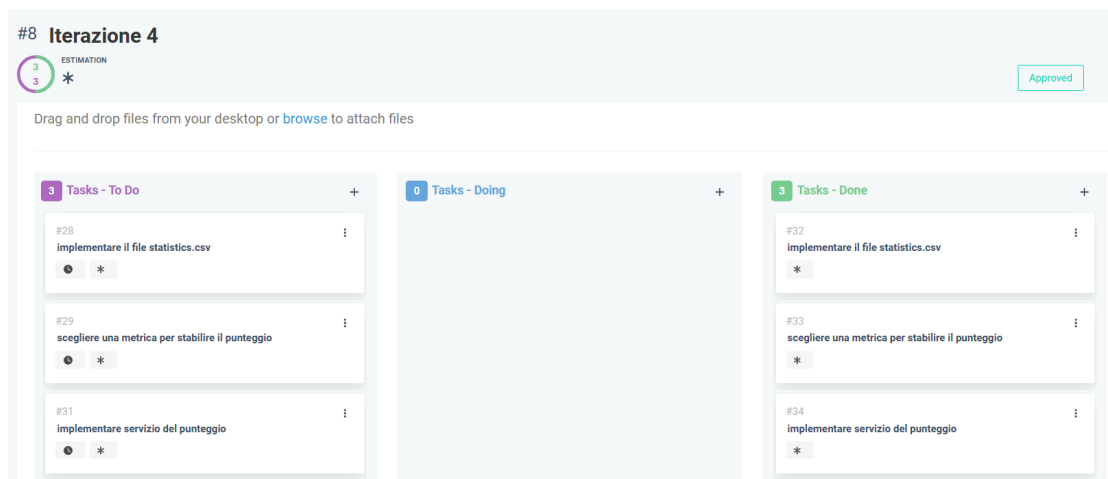 #8 Iterazione 4
ESTIMATION
3
3
Approved
Drag and drop files from your desktop or browse to attach files
3 Tasks - To Do +
#28
implementare il file statistics.csv
#29
scegliere una metrica per stabilire il punteggio
#31
implementare servizio del punteggio
0 Tasks - Doing +
3 Tasks - Done +
#32
implementare il file statistics.csv
#33
scegliere una metrica per stabilire il punteggio
#34
implementare servizio del punteggio